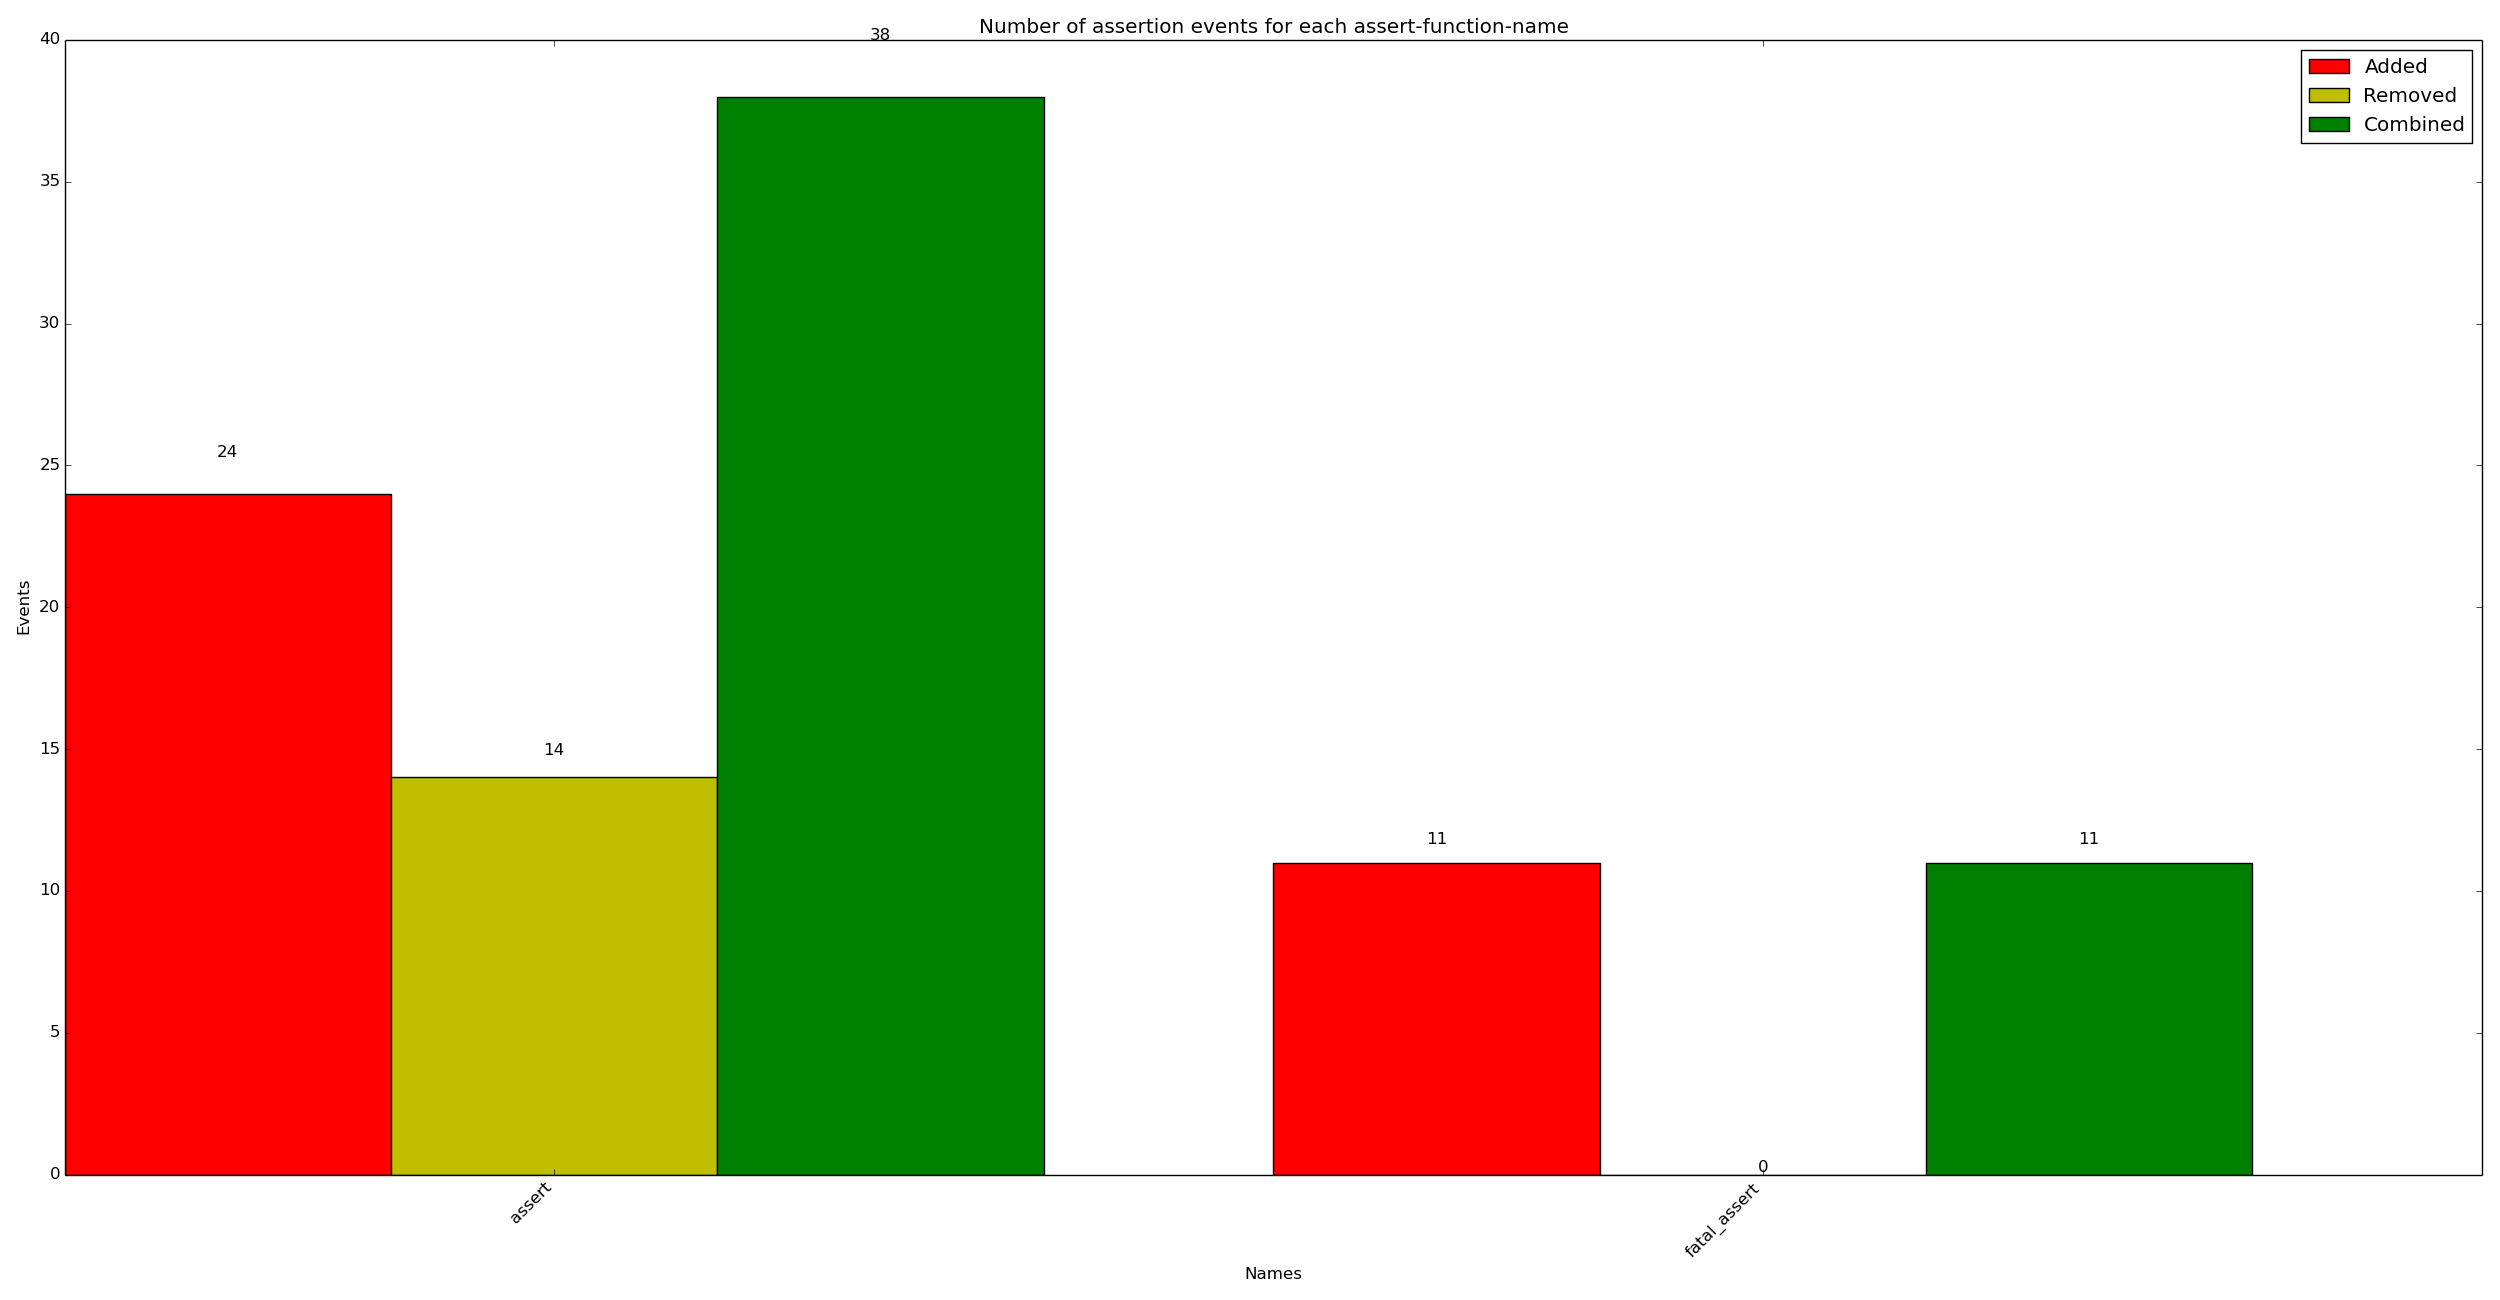 Number of assertion events for each assert-function-name
Added
Removed
Combined
40
35
30
25
20
15
10
5
0
Events
24
14
38
11
0
11
assert
fatal_assert
Names